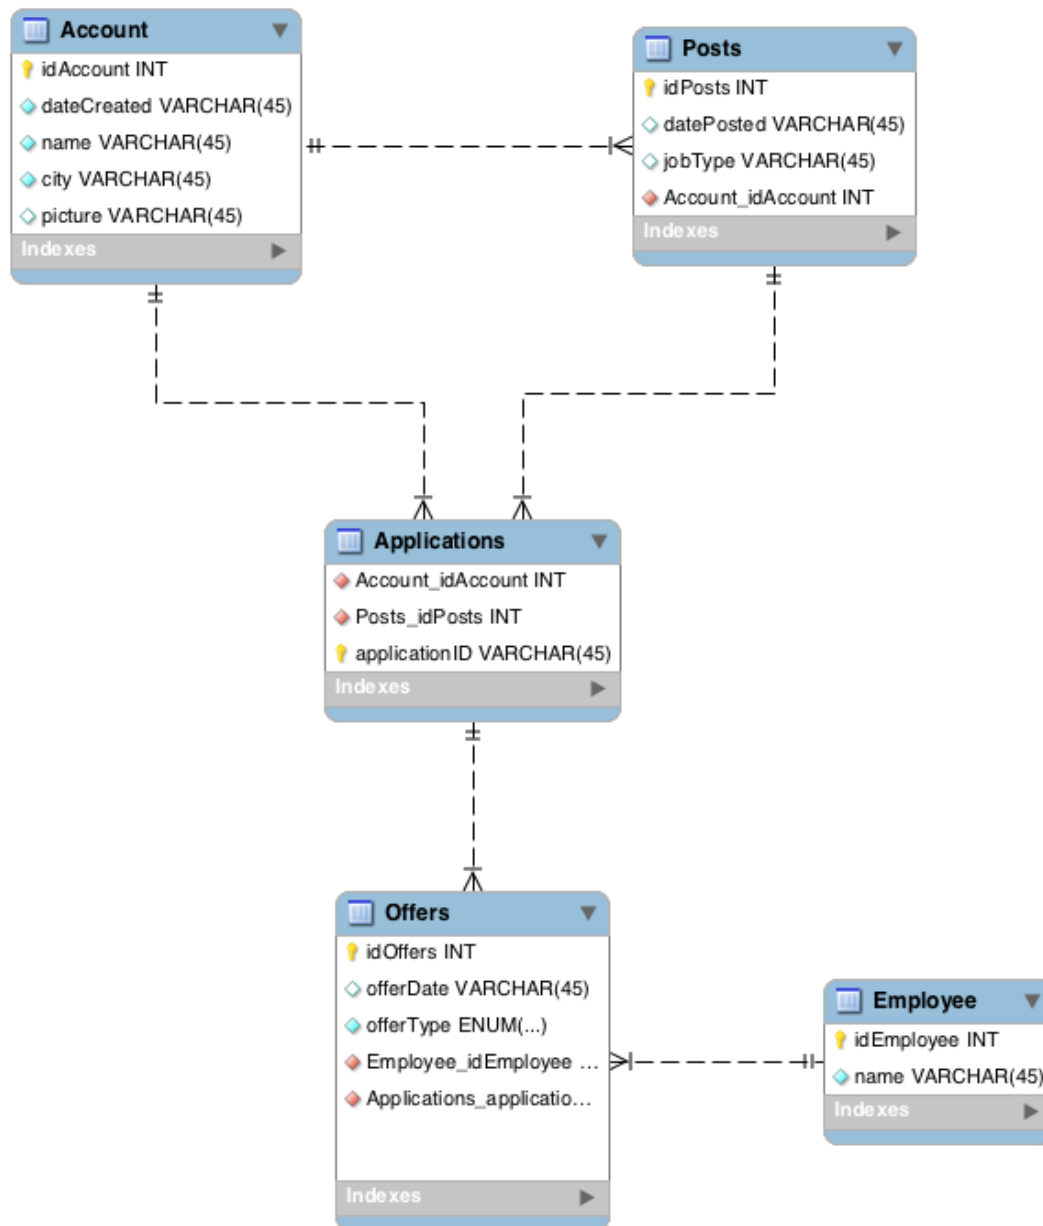 Account
idAccount INT
dateCreated VARCHAR(45)
name VARCHAR(45)
city VARCHAR(45)
picture VARCHAR(45)
Indexes
Posts
idPosts INT
datePosted VARCHAR(45)
jobType VARCHAR(45)
Account_idAccount INT
Indexes
Applications
Account_idAccount INT
Posts_idPosts INT
applicationID VARCHAR(45)
Indexes
Offers
idOffers INT
offerDate VARCHAR(45)
offerType ENUM(...)
Employee_idEmployee ...
Applications_applicatio...
Indexes
Employee
idEmployee INT
name VARCHAR(45)
Indexes